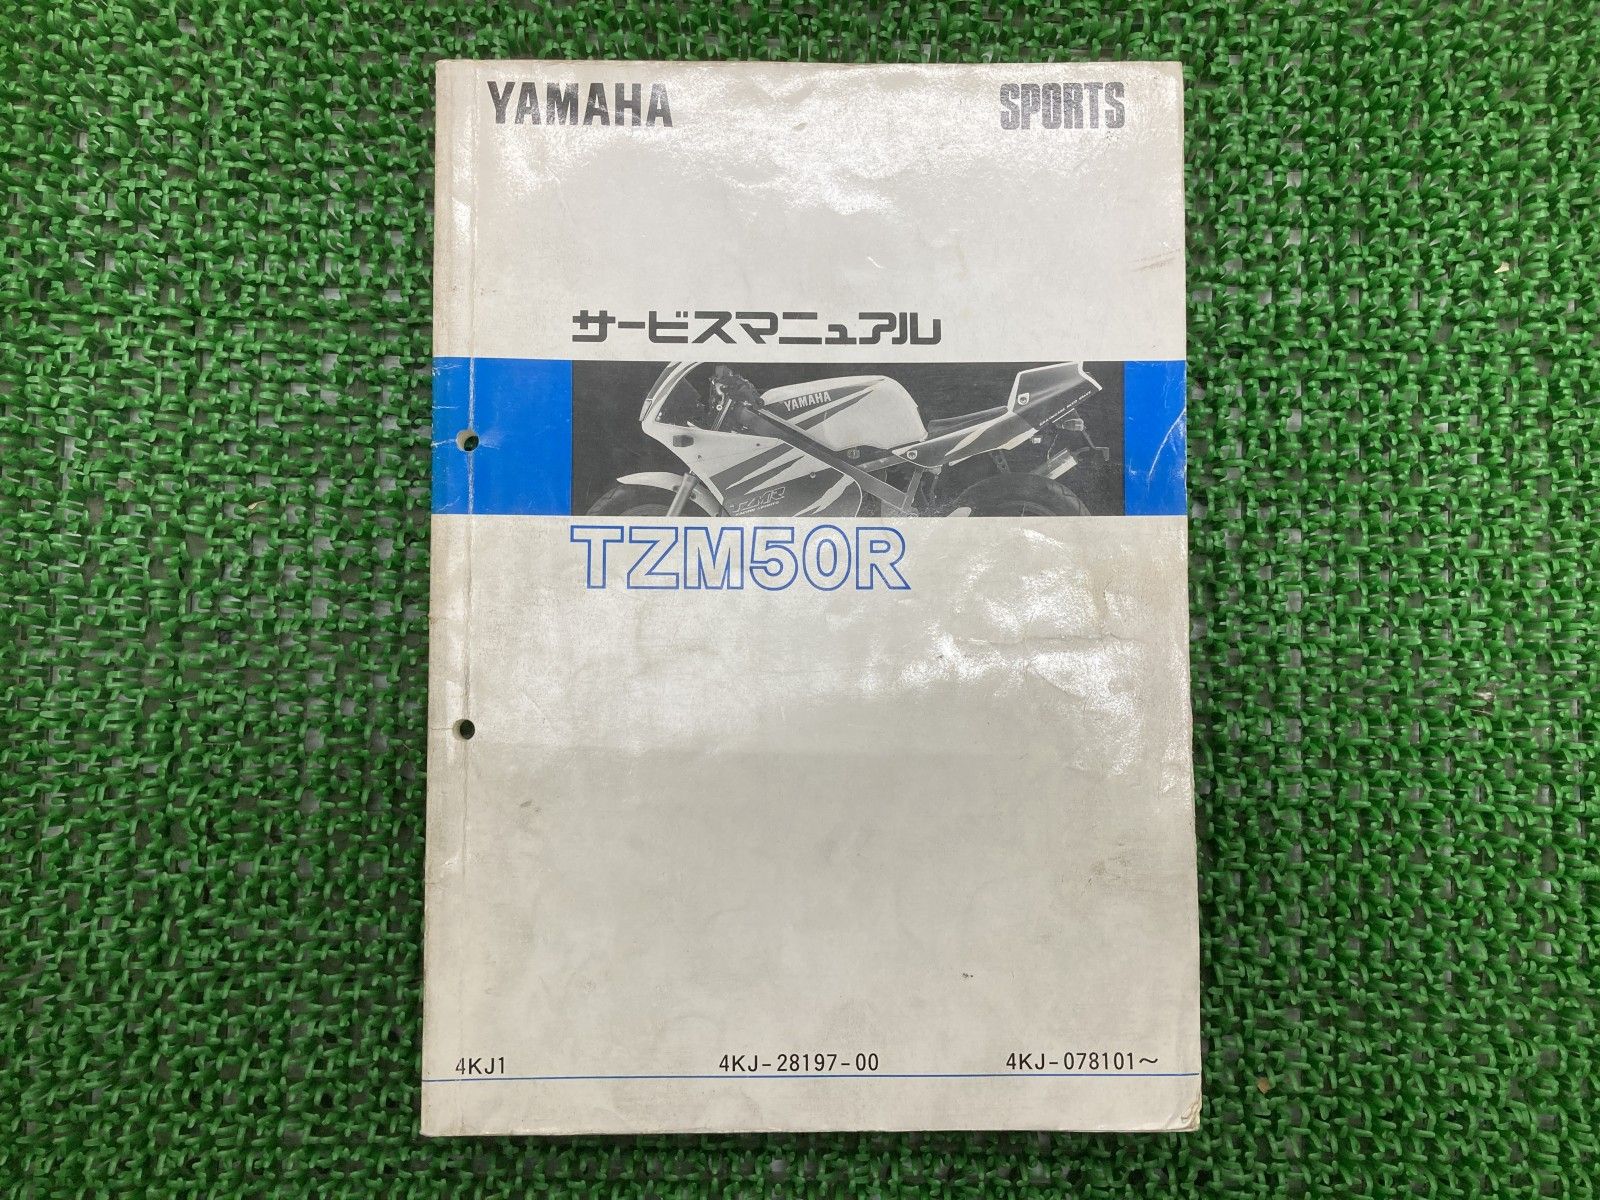 YAMAHA SPORTS
サービスマニュアル
YAMAHA
TZMR
TZM50R
4KJ1 4KJ-28197-00 4KJ-078101~